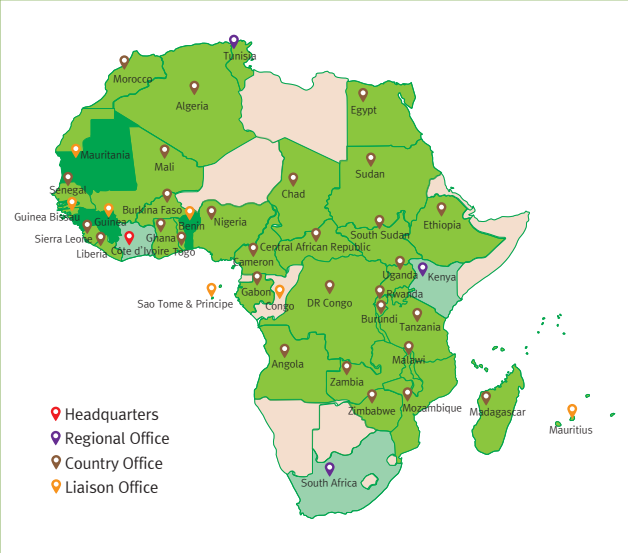 Tunisia
Morocco
Algeria
Egypt
Mauritania
Mali
Sudan
Senegal
Chad
Guinea Bissau
Guinea
Burkina Faso
Benin
Nigeria
Ethiopia
Sierra Leone
Liberia
Côte d'Ivoire
Ghana
Togo
Cameron
Central African Republic
South Sudan
Uganda
Kenya
Sao Tome & Principe
Gabon
Congo
DR Congo
Rwanda
Burundi
Tanzania
Angola
Malawi
Zambia
Zimbabwe
Mozambique
Madagascar
Mauritius
Headquarters
Regional Office
Country Office
Liaison Office
South Africa